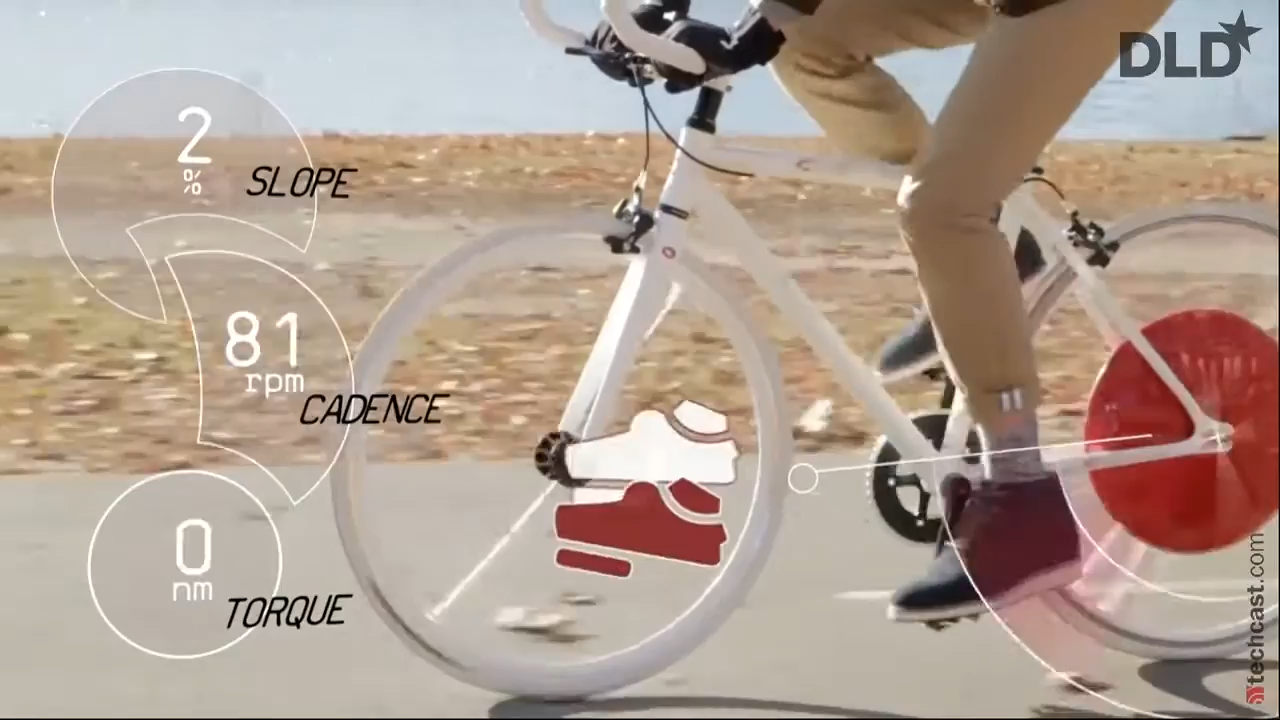 DLD
2
%
SLOPE
81
rpm
CADENCE
0
nm
TORQUE
techcast.com